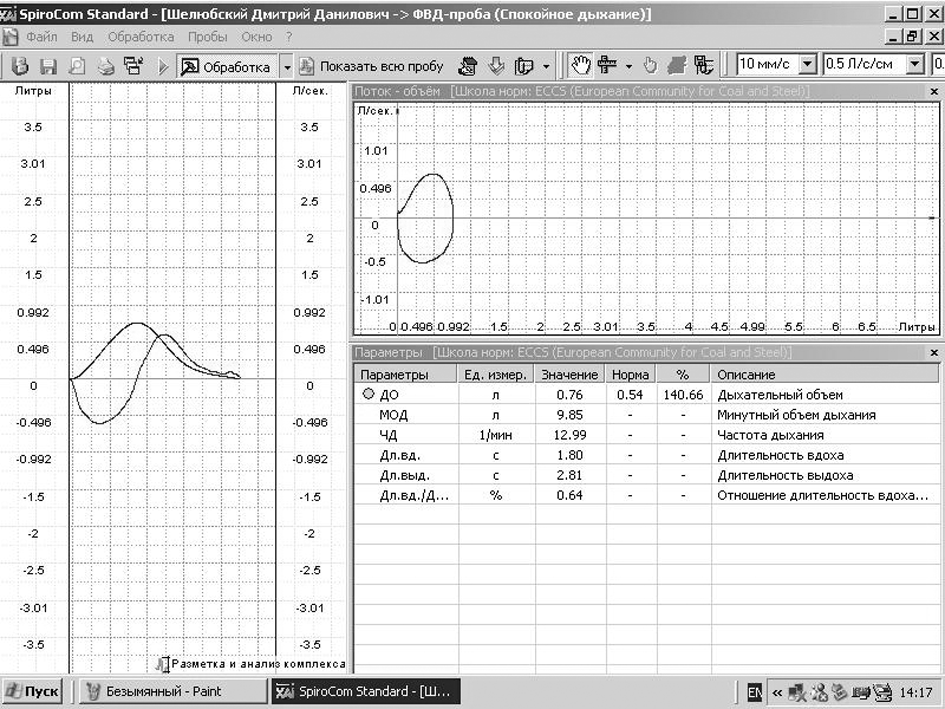 SpiroCom Standard - [Шелюбский Дмитрий Данилович -> ФВД-проба (Спокойное дыхание)]
Файл Вид Обработка Пробы Окно ?
Обработка Показать всю пробу 10 мм/с 0.5 Л/с/см 0.
Литры Л/сек.
3.5 3.5
3.01 3.01
2.5 2.5
2 2
1.5 1.5
0.992 0.992
0.496 0.496
0 0
-0.496 -0.496
-0.992 -0.992
-1.5 -1.5
-2 -2
-2.5 -2.5
-3.01 -3.01
-3.5 -3.5
Разметка и анализ комплекса
Поток - объём [Школа норм: ECCS (European Community for Coal and Steel)]
Л/сек.
1.01
0.496
0
-0.5
-1.01
0 0.496 0.992 1.5 2 2.5 3.01 3.5 4 4.5 4.99 5.5 6 6.5 Литры
Параметры [Школа норм: ECCS (European Community for Coal and Steel)]
Параметры Ед. измер. Значение Норма % Описание
ДО л 0.76 0.54 140.66 Дыхательный объем
МОД л 9.85 - - Минутный объем дыхания
ЧД 1/мин 12.99 - - Частота дыхания
Дл.вд. с 1.80 - - Длительность вдоха
Дл.выд. с 2.81 - - Длительность выдоха
Дл.вд./Д... % 0.64 - - Отношение длительность вдоха...
Пуск Безымянный - Paint SpiroCom Standard - [Ш... EN « 14:17